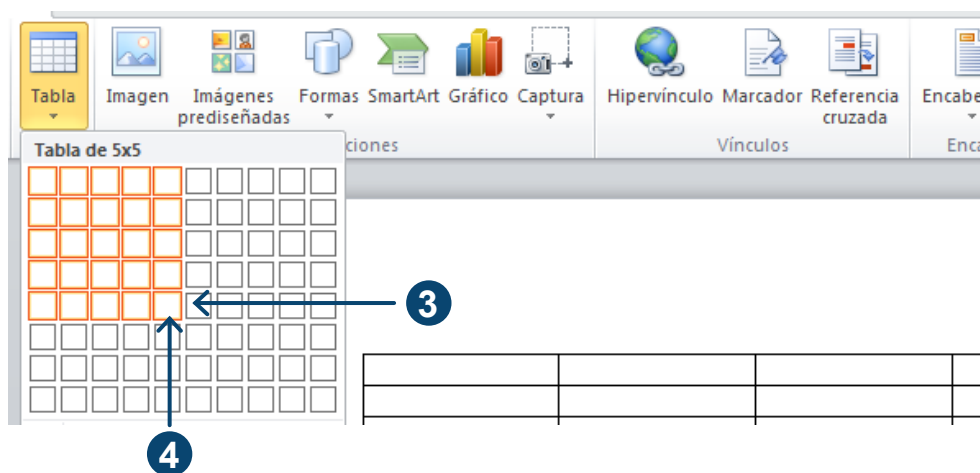 Tabla
Imagen
Imágenes
prediseñadas
Formas
SmartArt
Gráfico
Captura
Hipervínculo
Marcador
Referencia
cruzada
Encabe
ciones
Vínculos
Enca
Tabla de 5x5
3
4